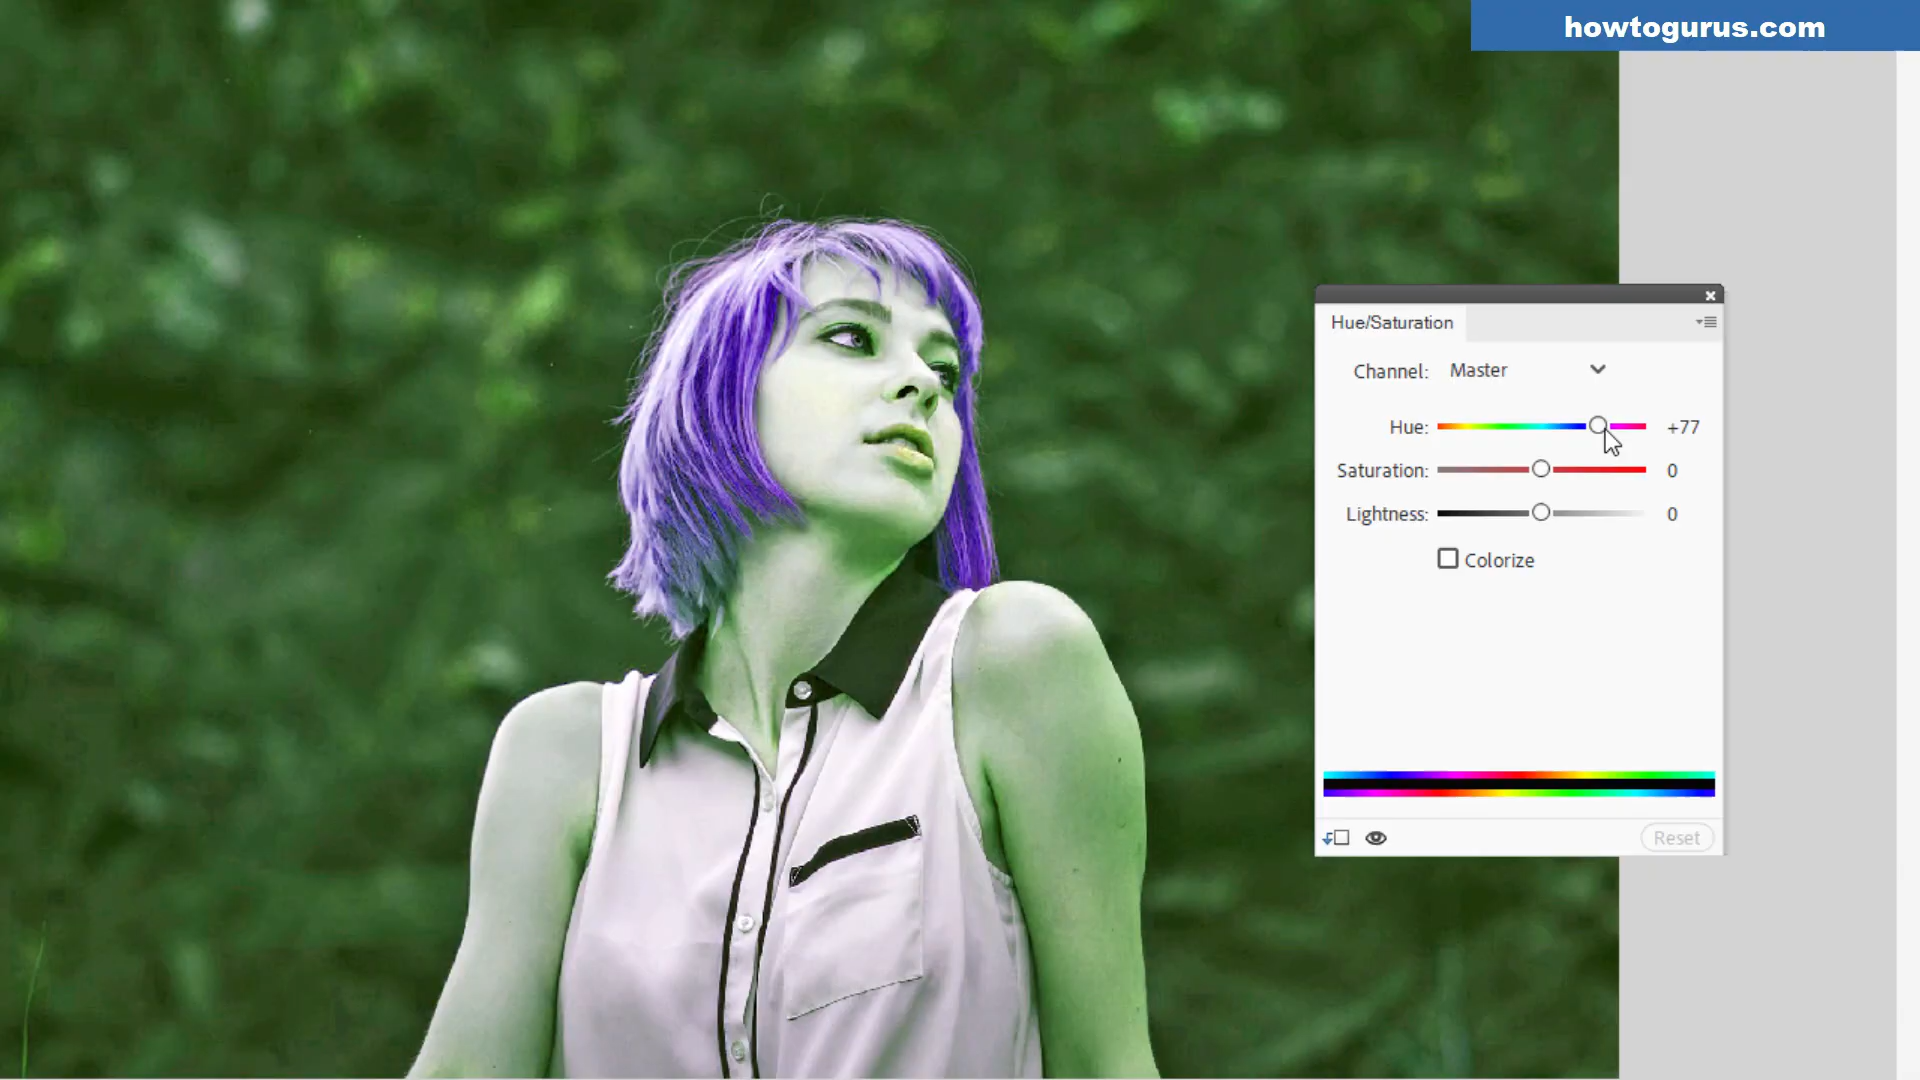 howtogurus.com
Hue/Saturation
Channel: Master
Hue: +77
Saturation: 0
Lightness: 0
Colorize
Reset